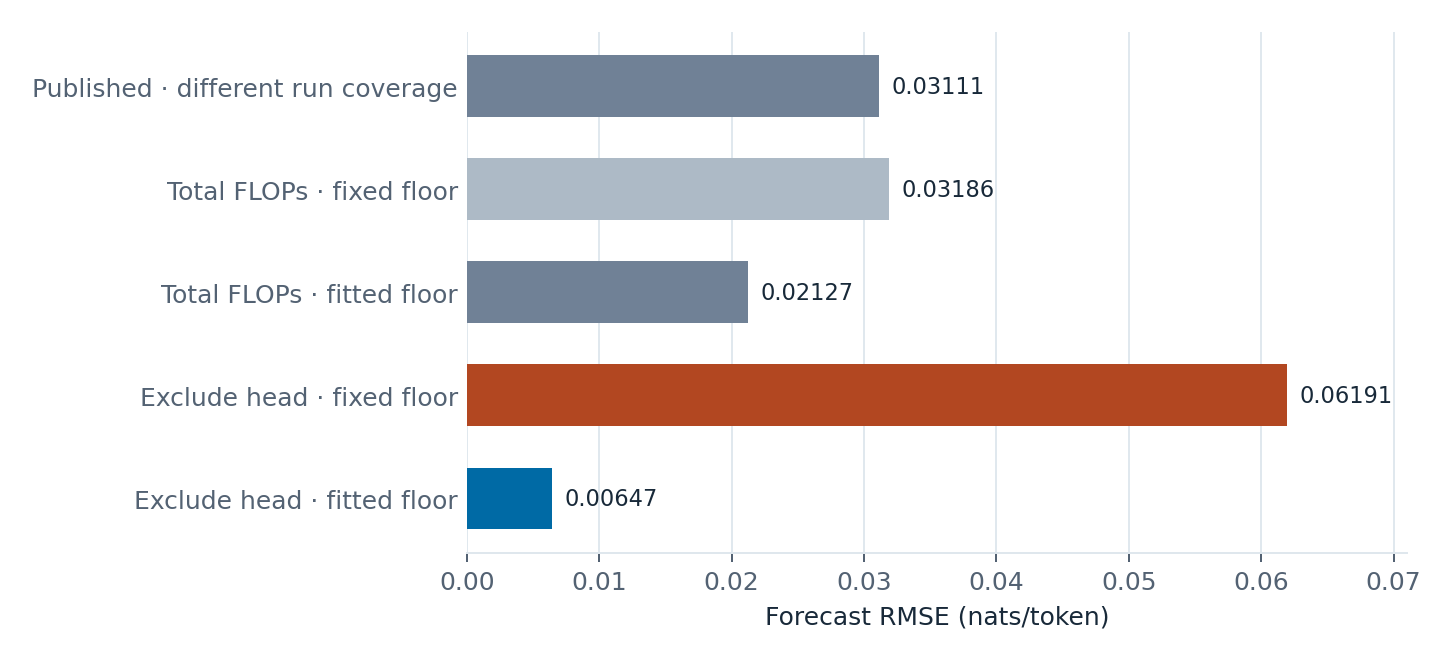 Published · different run coverage
0.03111
Total FLOPs · fixed floor
0.03186
Total FLOPs · fitted floor
0.02127
Exclude head · fixed floor
0.06191
Exclude head · fitted floor
0.00647
0.00 0.01 0.02 0.03 0.04 0.05 0.06 0.07
Forecast RMSE (nats/token)